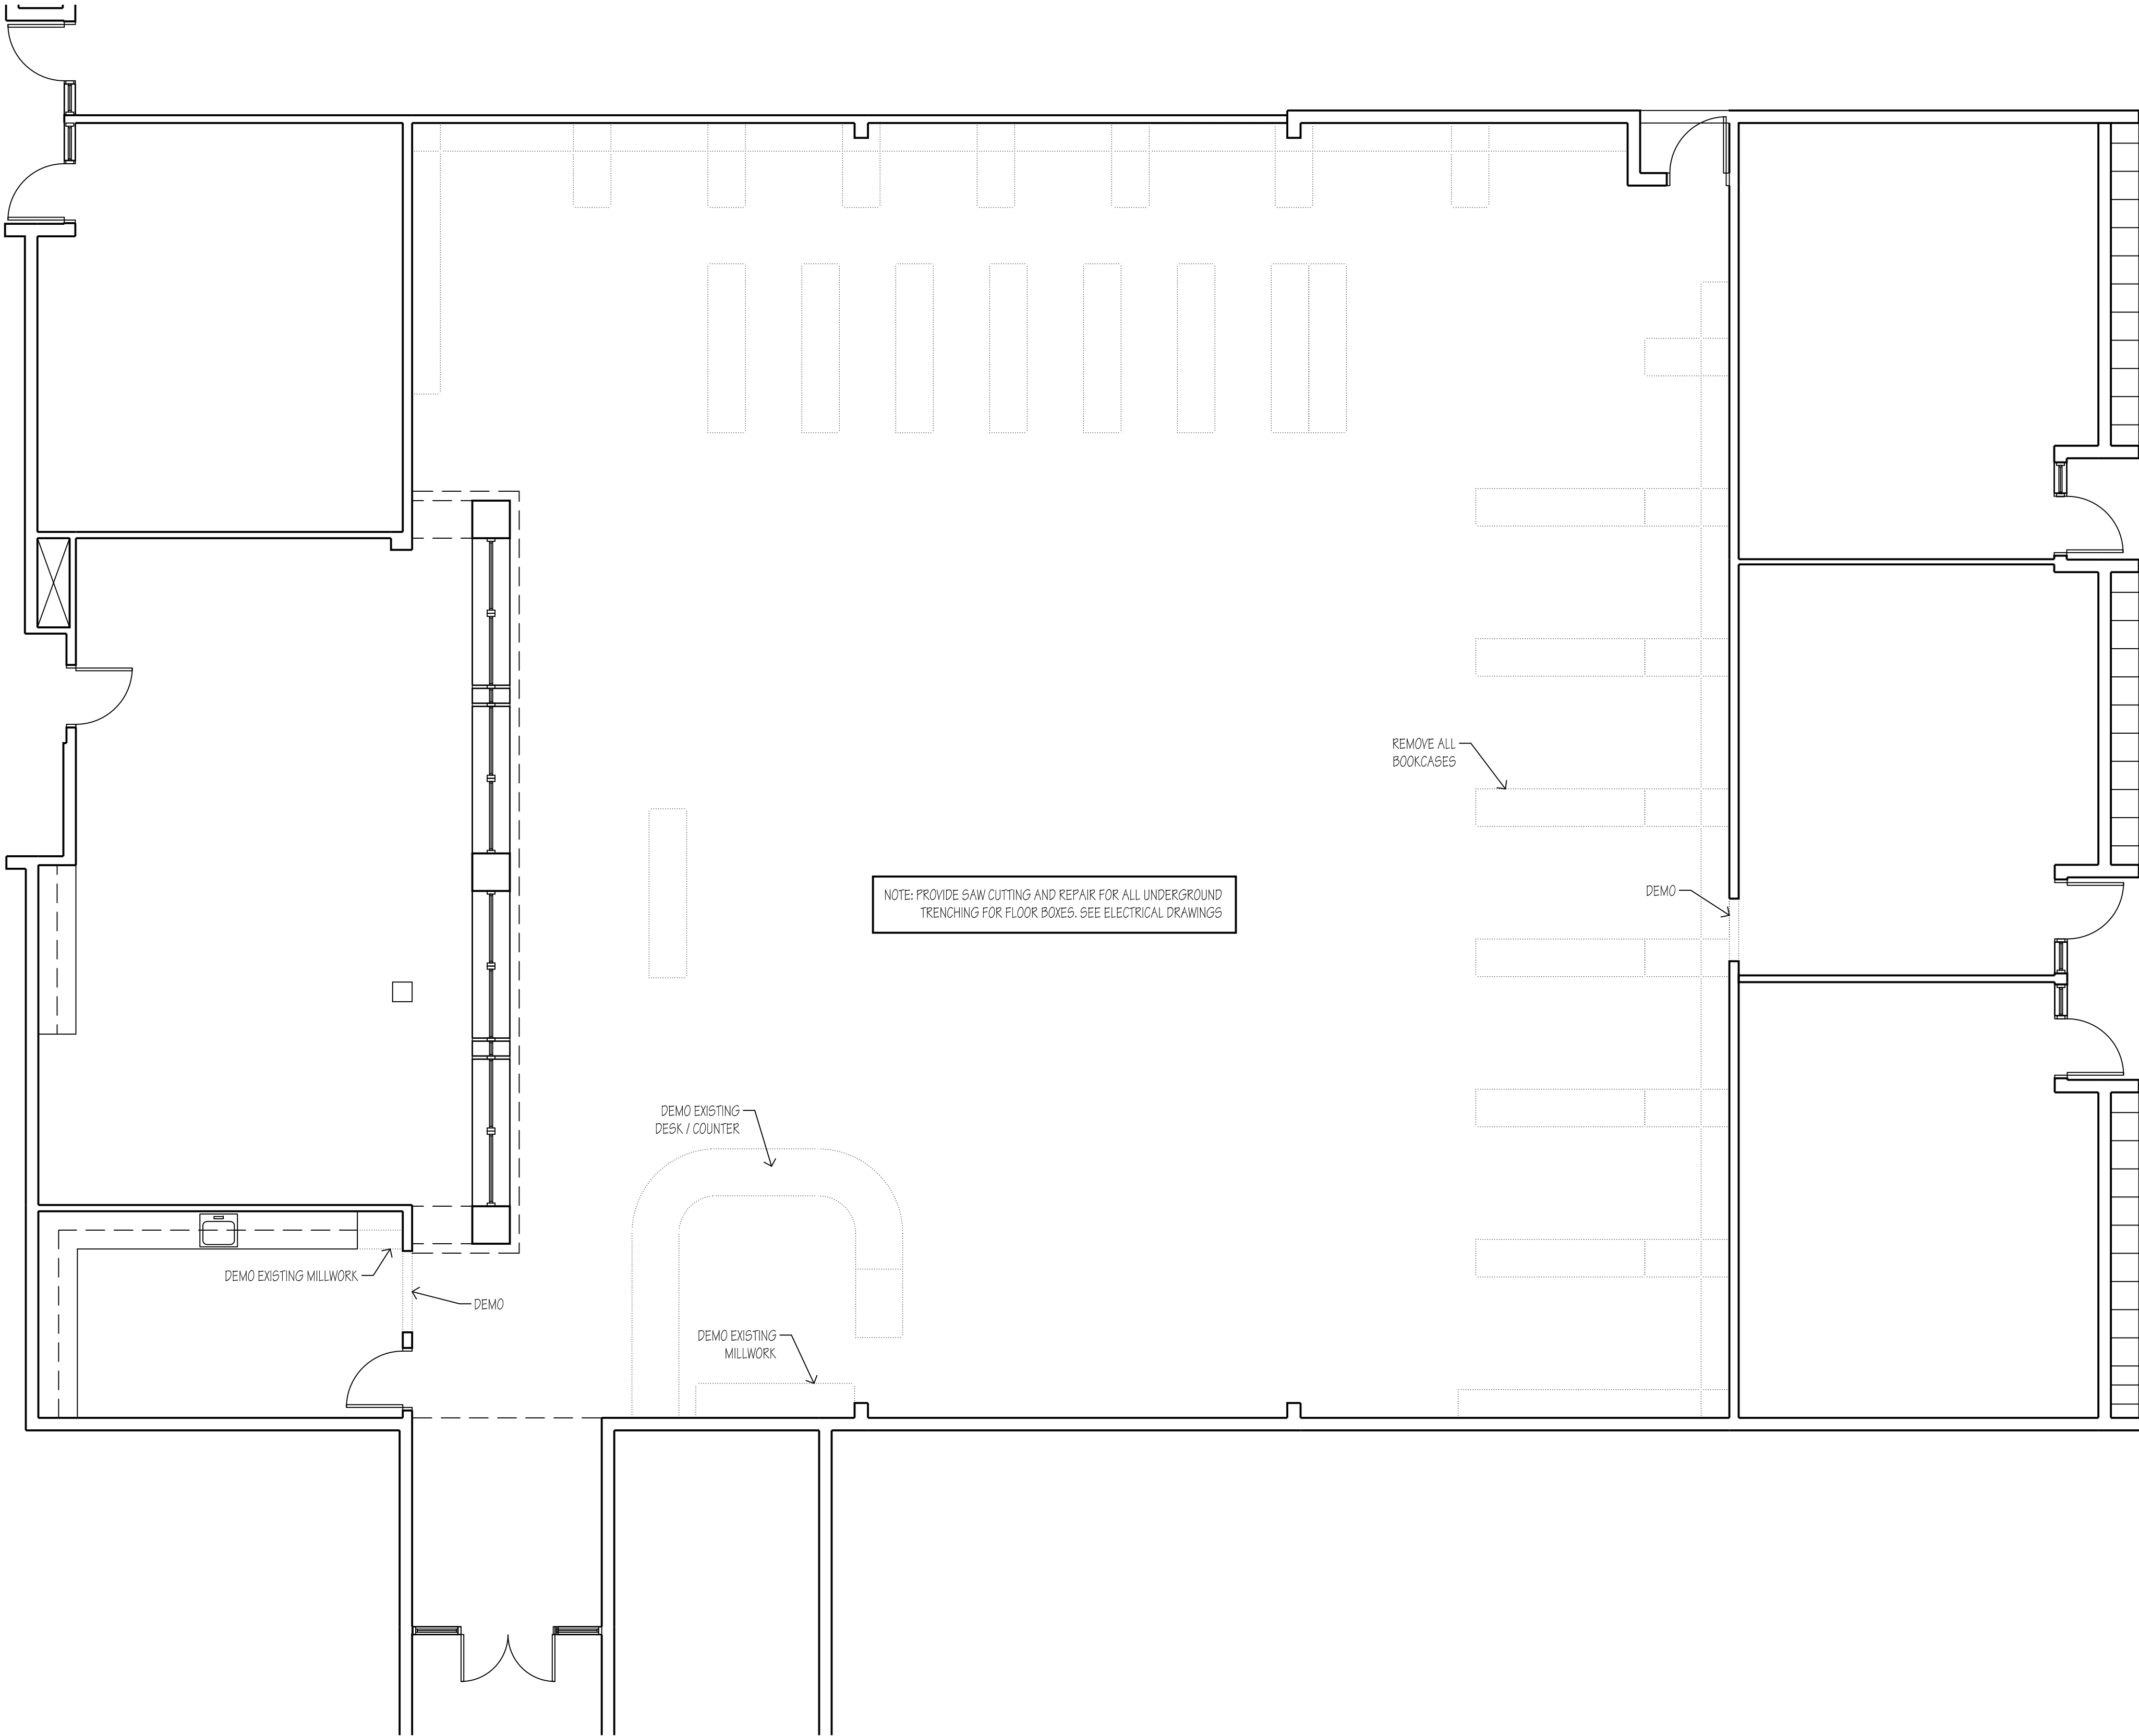 REMOVE ALL
BOOKCASES
NOTE: PROVIDE SAW CUTTING AND REPAIR FOR ALL UNDERGROUND
TRENCHING FOR FLOOR BOXES. SEE ELECTRICAL DRAWINGS
DEMO
DEMO EXISTING
DESK / COUNTER
DEMO EXISTING MILLWORK
DEMO
DEMO EXISTING
MILLWORK